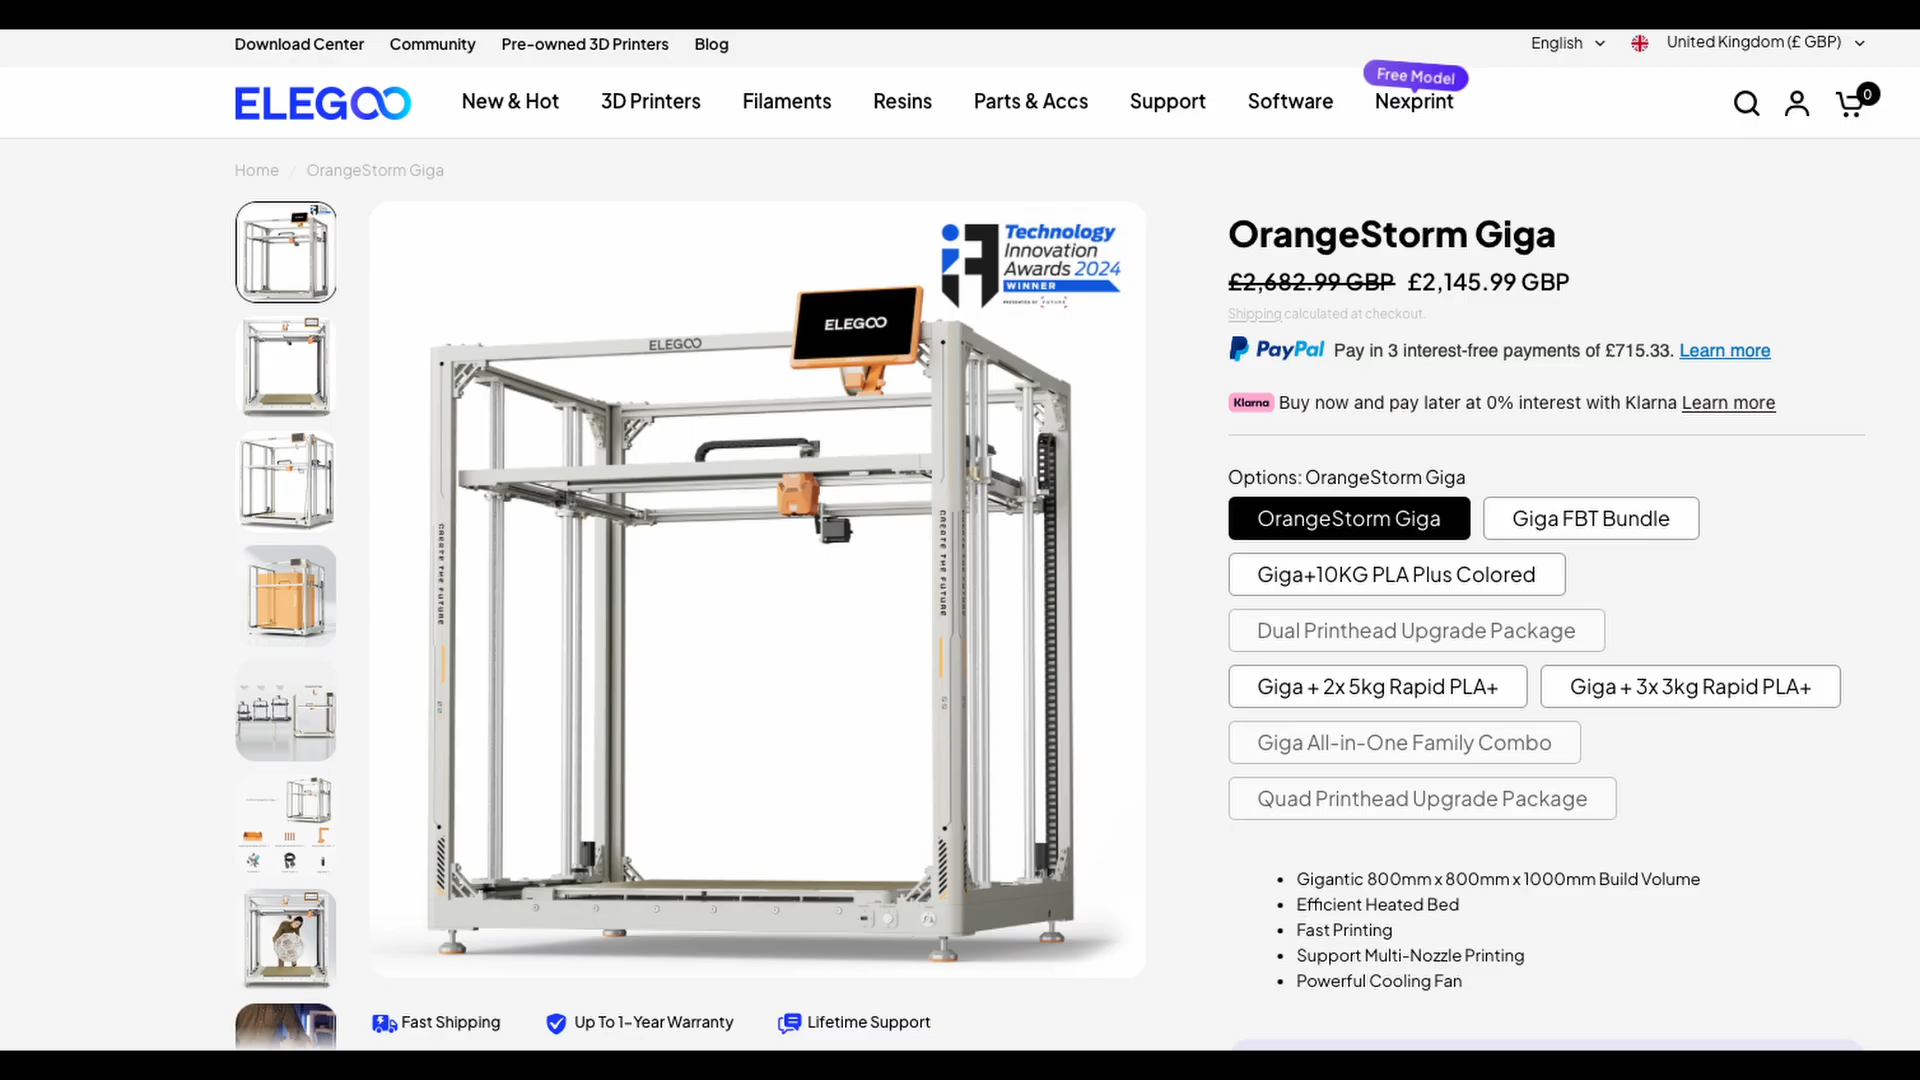 Download Center Community Pre-owned 3D Printers Blog
English United Kingdom (£ GBP)
Free Model
ELEGOO New & Hot 3D Printers Filaments Resins Parts & Accs Support Software Nexprint
0
Home / OrangeStorm Giga
Technology
Innovation
Awards 2024
WINNER
ELEGOO
ELEGOO
CREATE THE FUTURE
CREATE THE FUTURE
OrangeStorm Giga
£2,682.99 GBP £2,145.99 GBP
Shipping calculated at checkout.
PayPal Pay in 3 interest-free payments of £715.33. Learn more
Klarna Buy now and pay later at 0% interest with Klarna Learn more
Options: OrangeStorm Giga
OrangeStorm Giga Giga FBT Bundle
Giga+10KG PLA Plus Colored
Dual Printhead Upgrade Package
Giga + 2x 5kg Rapid PLA+ Giga + 3x 3kg Rapid PLA+
Giga All-in-One Family Combo
Quad Printhead Upgrade Package
• Gigantic 800mm x 800mm x 1000mm Build Volume
• Efficient Heated Bed
• Fast Printing
• Support Multi-Nozzle Printing
• Powerful Cooling Fan
Fast Shipping Up To 1-Year Warranty Lifetime Support